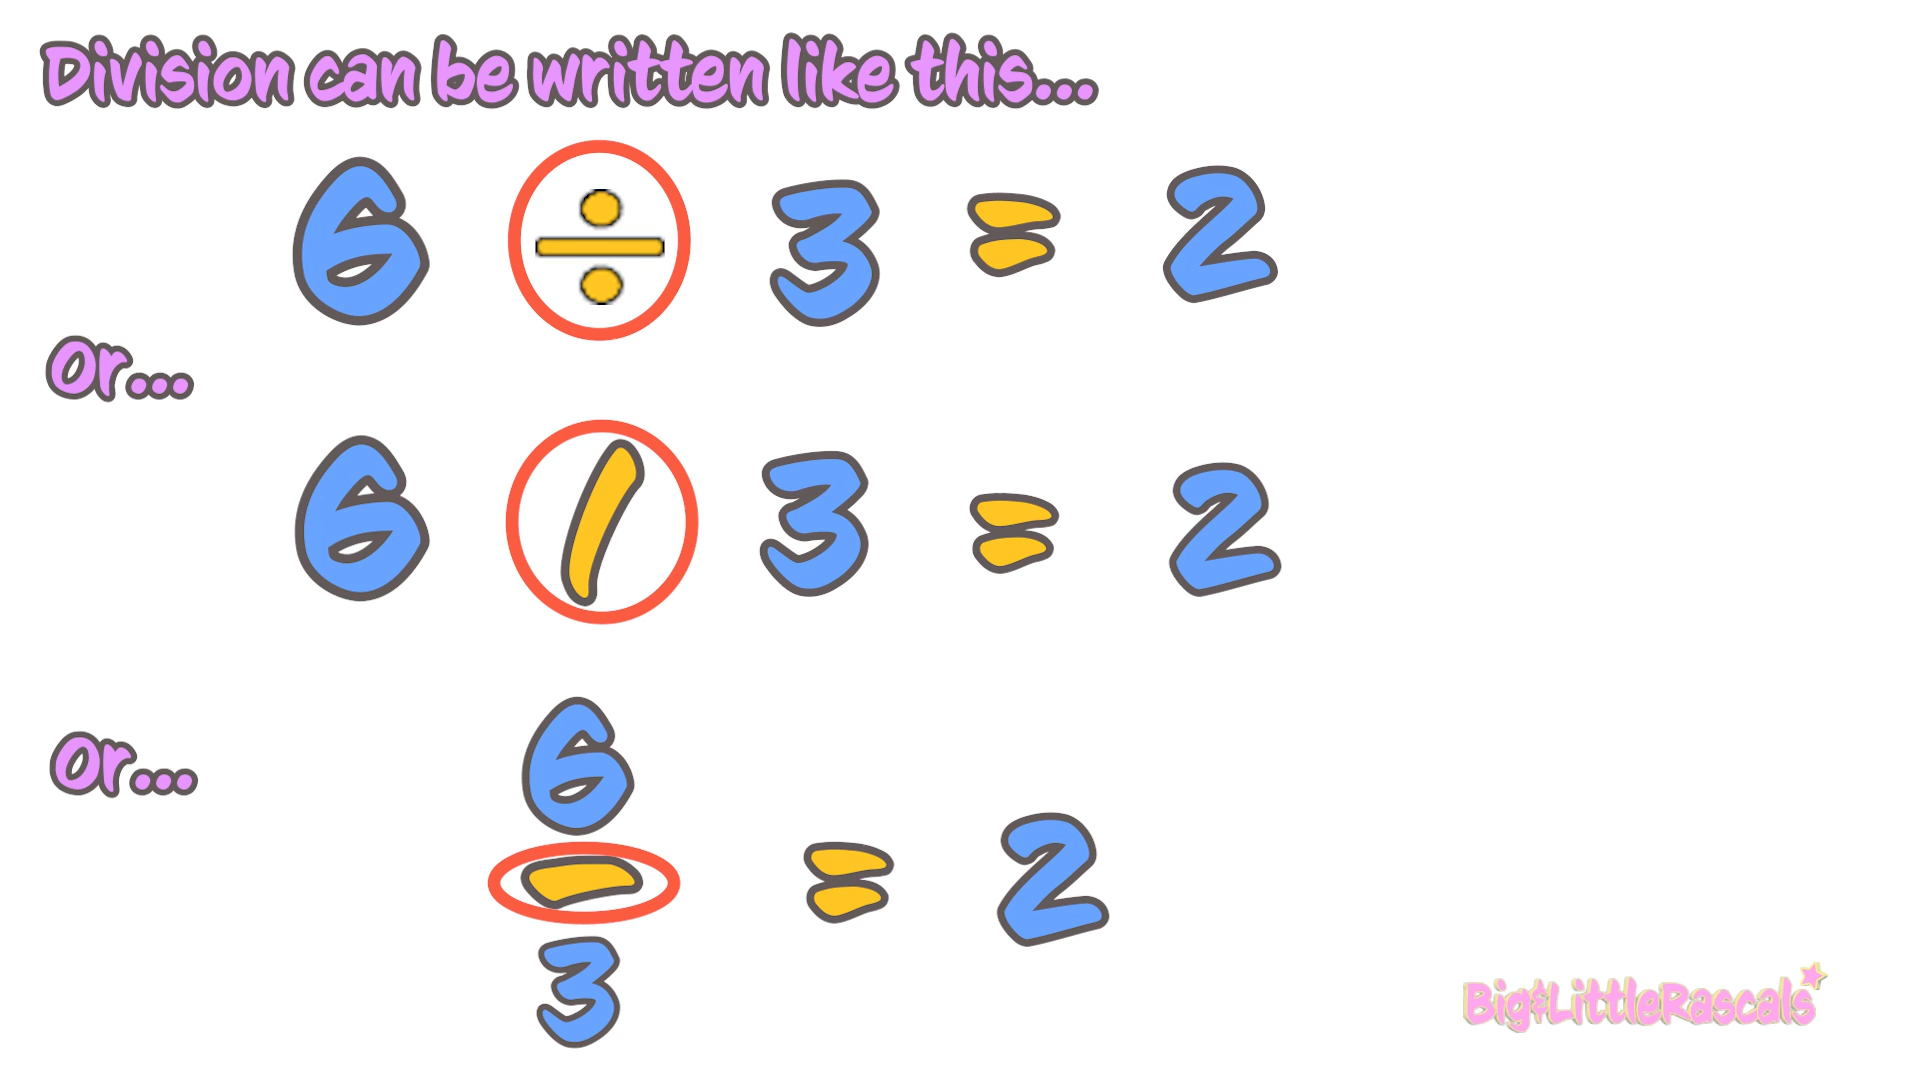 Division can be written like this...
6 ÷ 3 = 2
Or...
6 / 3 = 2
Or...
6
— = 2
3
Big&LittleRascals